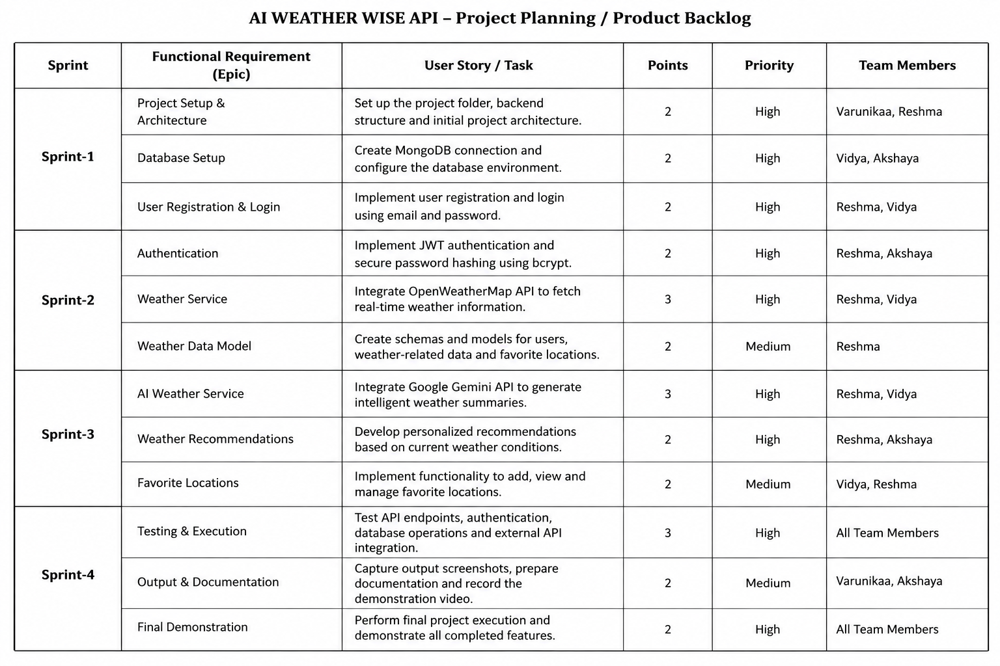 AI WEATHER WISE API – Project Planning / Product Backlog
Sprint
Functional Requirement
(Epic)
User Story / Task
Points
Priority
Team Members
Sprint-1
Project Setup &
Architecture
Set up the project folder, backend
structure and initial project architecture.
2
High
Varunikaa, Reshma
Database Setup
Create MongoDB connection and
configure the database environment.
2
High
Vidya, Akshaya
User Registration & Login
Implement user registration and login
using email and password.
2
High
Reshma, Vidya
Sprint-2
Authentication
Implement JWT authentication and
secure password hashing using bcrypt.
2
High
Reshma, Akshaya
Weather Service
Integrate OpenWeatherMap API to fetch
real-time weather information.
3
High
Reshma, Vidya
Weather Data Model
Create schemas and models for users,
weather-related data and favorite locations.
2
Medium
Reshma
Sprint-3
AI Weather Service
Integrate Google Gemini API to generate
intelligent weather summaries.
3
High
Reshma, Vidya
Weather Recommendations
Develop personalized recommendations
based on current weather conditions.
2
High
Reshma, Akshaya
Favorite Locations
Implement functionality to add, view and
manage favorite locations.
2
Medium
Vidya, Reshma
Sprint-4
Testing & Execution
Test API endpoints, authentication,
database operations and external API
integration.
3
High
All Team Members
Output & Documentation
Capture output screenshots, prepare
documentation and record the
demonstration video.
2
Medium
Varunikaa, Akshaya
Final Demonstration
Perform final project execution and
demonstrate all completed features.
2
High
All Team Members